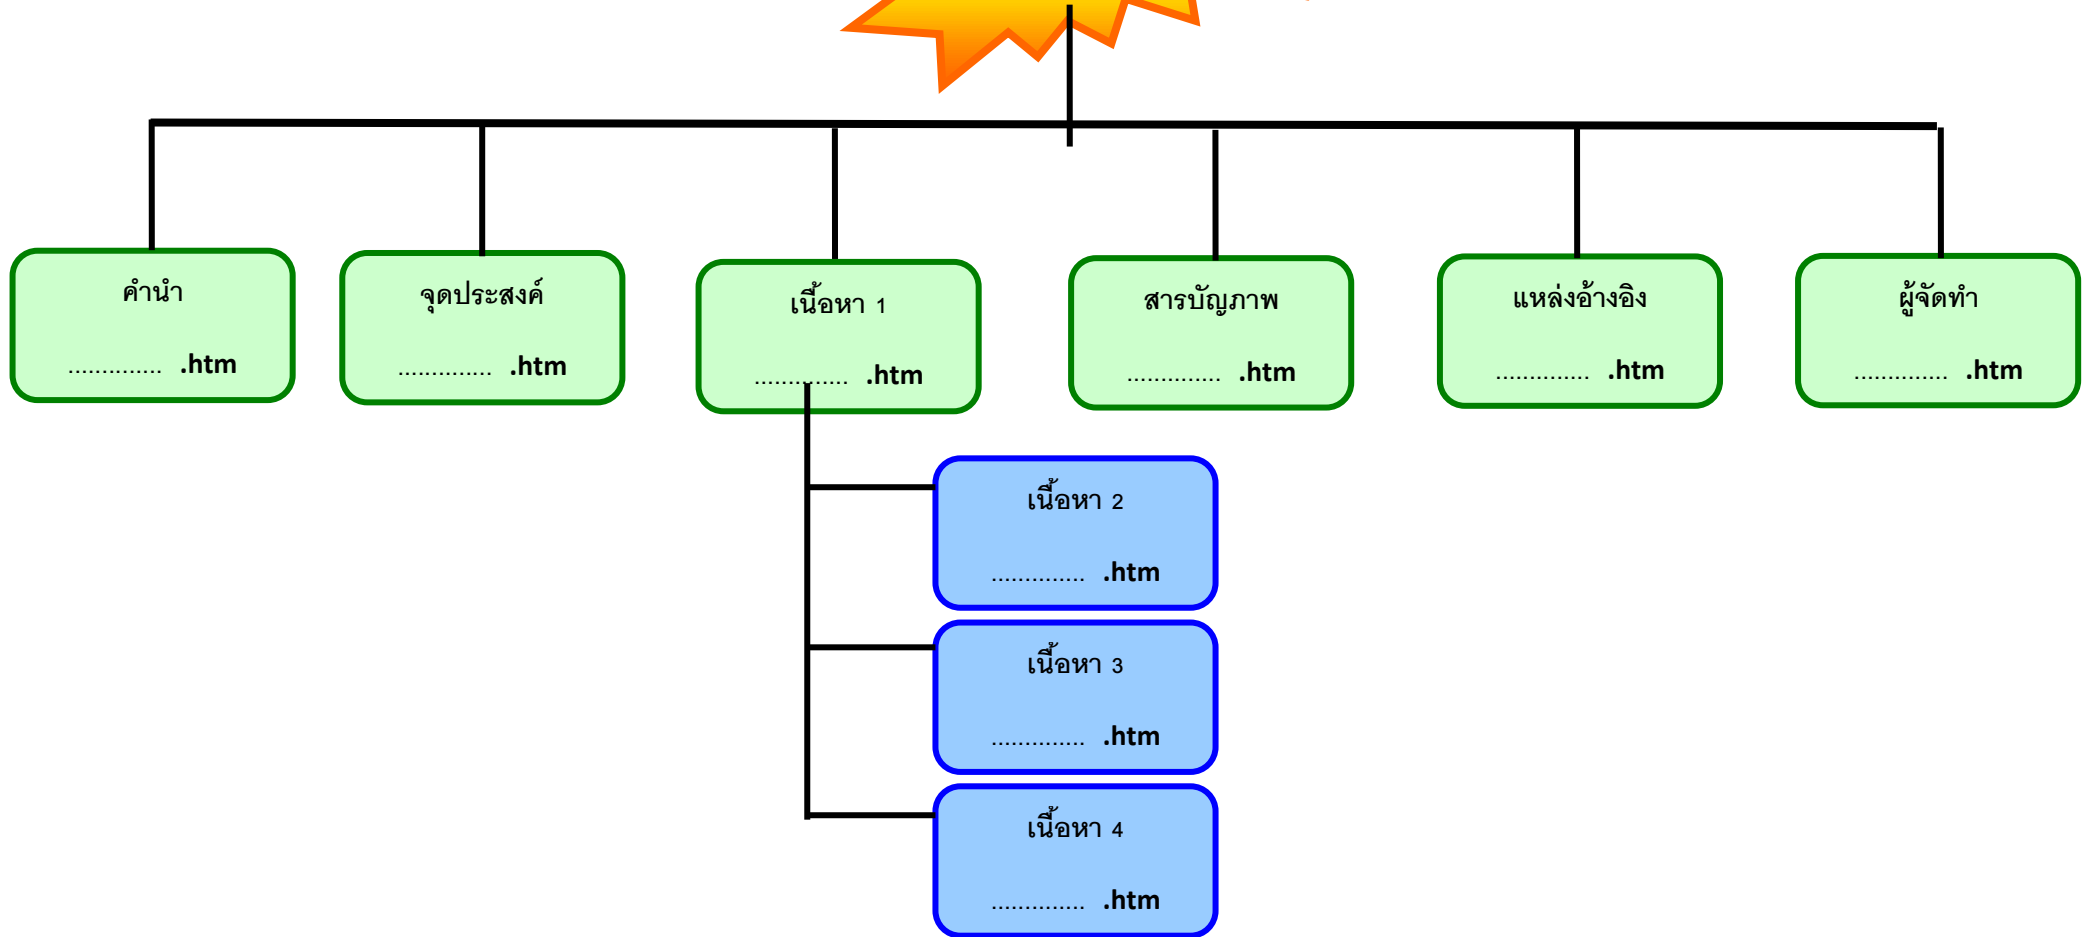 คำนำ
.............. .htm
จุดประสงค์
.............. .htm
เนื้อหา 1
.............. .htm
สารบัญภาพ
.............. .htm
แหล่งอ้างอิง
.............. .htm
ผู้จัดทำ
.............. .htm
เนื้อหา 2
.............. .htm
เนื้อหา 3
.............. .htm
เนื้อหา 4
.............. .htm